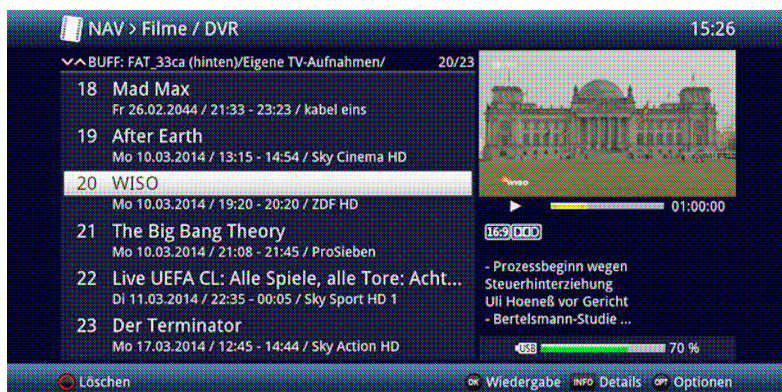 NAV > Filme / DVR
15:26
BUFF: FAT_33ca (hinten)/Eigene TV-Aufnahmen/ 20/23
18 Mad Max
Fr 26.02.2044 / 21:33 - 23:23 / kabel eins
19 After Earth
Mo 10.03.2014 / 13:15 - 14:54 / Sky Cinema HD
20 WISO
Mo 10.03.2014 / 19:20 - 20:20 / ZDF HD
21 The Big Bang Theory
Mo 10.03.2014 / 21:08 - 21:45 / ProSieben
22 Live UEFA CL: Alle Spiele, alle Tore: Acht...
Di 11.03.2014 / 22:35 - 00:05 / Sky Sport HD 1
23 Der Terminator
Mo 17.03.2014 / 12:45 - 14:44 / Sky Action HD
WISO
01:00:00
16:9
- Prozessbeginn wegen
Steuerhinterziehung
Uli Hoeneß vor Gericht
- Bertelsmann-Studie ...
USB 70 %
Löschen
OK Wiedergabe INFO Details OPT Optionen